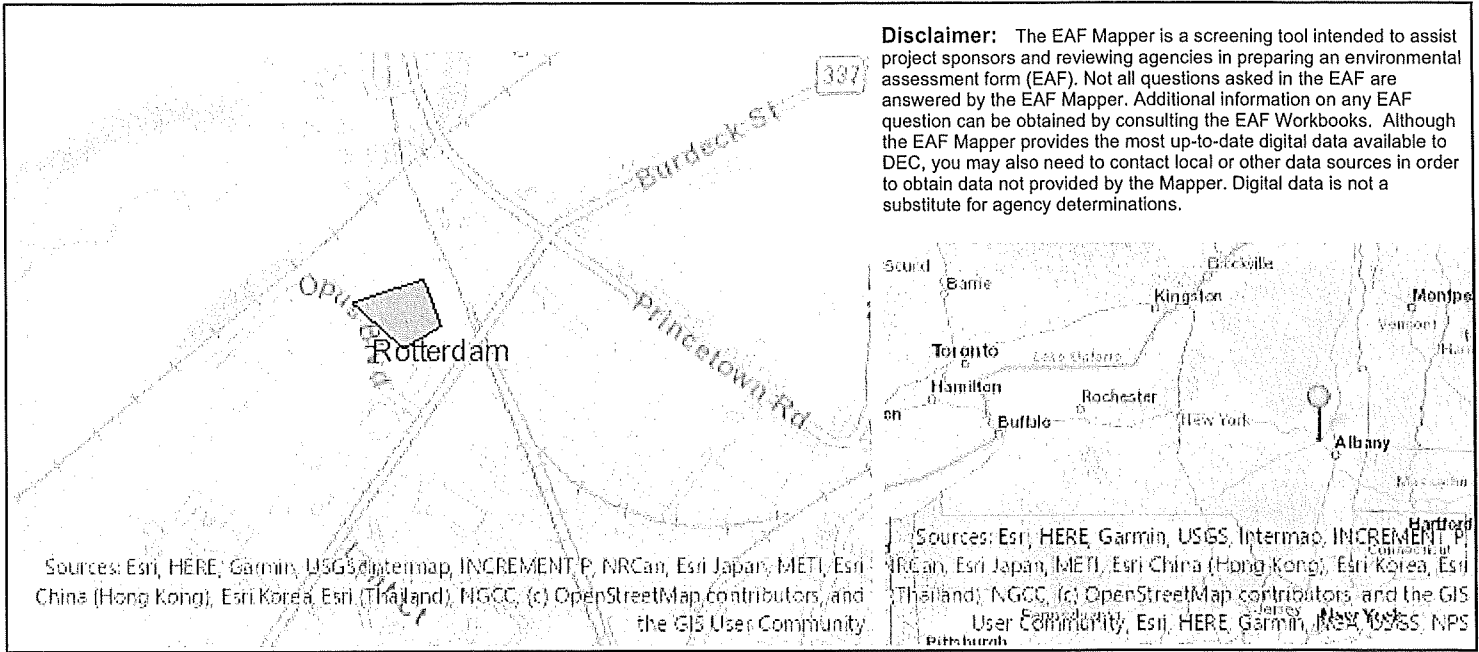 Disclaimer: The EAF Mapper is a screening tool intended to assist
project sponsors and reviewing agencies in preparing an environmental
assessment form (EAF). Not all questions asked in the EAF are
answered by the EAF Mapper. Additional information on any EAF
question can be obtained by consulting the EAF Workbooks. Although
the EAF Mapper provides the most up-to-date digital data available to
DEC, you may also need to contact local or other data sources in order
to obtain data not provided by the Mapper. Digital data is not a
substitute for agency determinations.
337
Burdeck St
Opus Blvd
Rotterdam
Princetown Rd
Sources: Esri, HERE, Garmin, USGS, Intermap, INCREMENT P, NRCan, Esri Japan, METI, Esri
China (Hong Kong), Esri Korea, Esri (Thailand), NGCC, (c) OpenStreetMap contributors, and
the GIS User Community
Sound
Barrie
Brockville
Kingston
Montpe
Vermont
Toronto
Lake Ontario
Hamilton
Rochester
Buffalo
New York
Albany
Hartford
Sources: Esri, HERE, Garmin, USGS, Intermap, INCREMENT P,
NRCan, Esri Japan, METI, Esri China (Hong Kong), Esri Korea, Esri
(Thailand), NGCC, (c) OpenStreetMap contributors, and the GIS
User Community, Esri, HERE, Garmin, NGA, USGS, NPS
New York
Pittsburgh